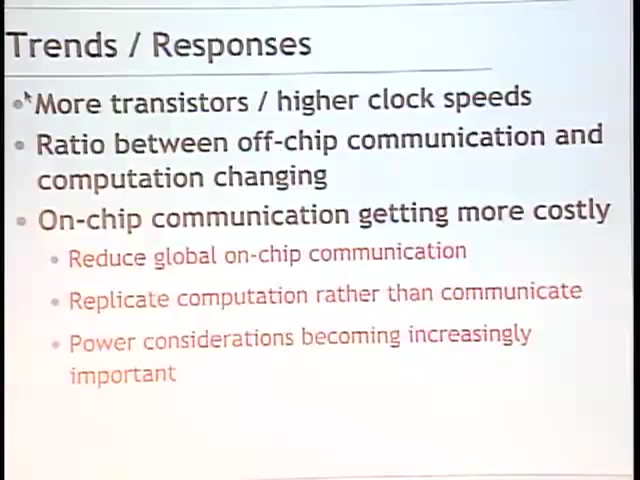 Trends / Responses
More transistors / higher clock speeds
Ratio between off-chip communication and
computation changing
On-chip communication getting more costly
Reduce global on-chip communication
Replicate computation rather than communicate
Power considerations becoming increasingly
important